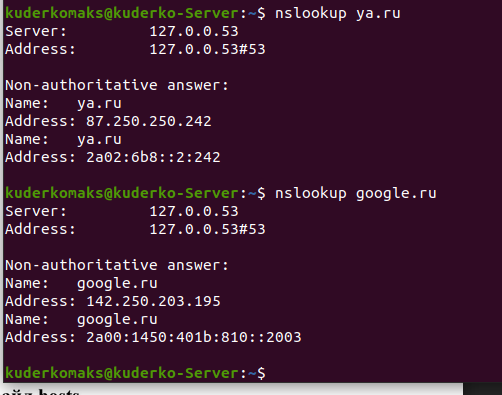 kuderkomaks@kuderko-Server:~$ nslookup ya.ru
Server:         127.0.0.53
Address:        127.0.0.53#53

Non-authoritative answer:
Name:   ya.ru
Address: 87.250.250.242
Name:   ya.ru
Address: 2a02:6b8::2:242

kuderkomaks@kuderko-Server:~$ nslookup google.ru
Server:         127.0.0.53
Address:        127.0.0.53#53

Non-authoritative answer:
Name:   google.ru
Address: 142.250.203.195
Name:   google.ru
Address: 2a00:1450:401b:810::2003

kuderkomaks@kuderko-Server:~$
hosts